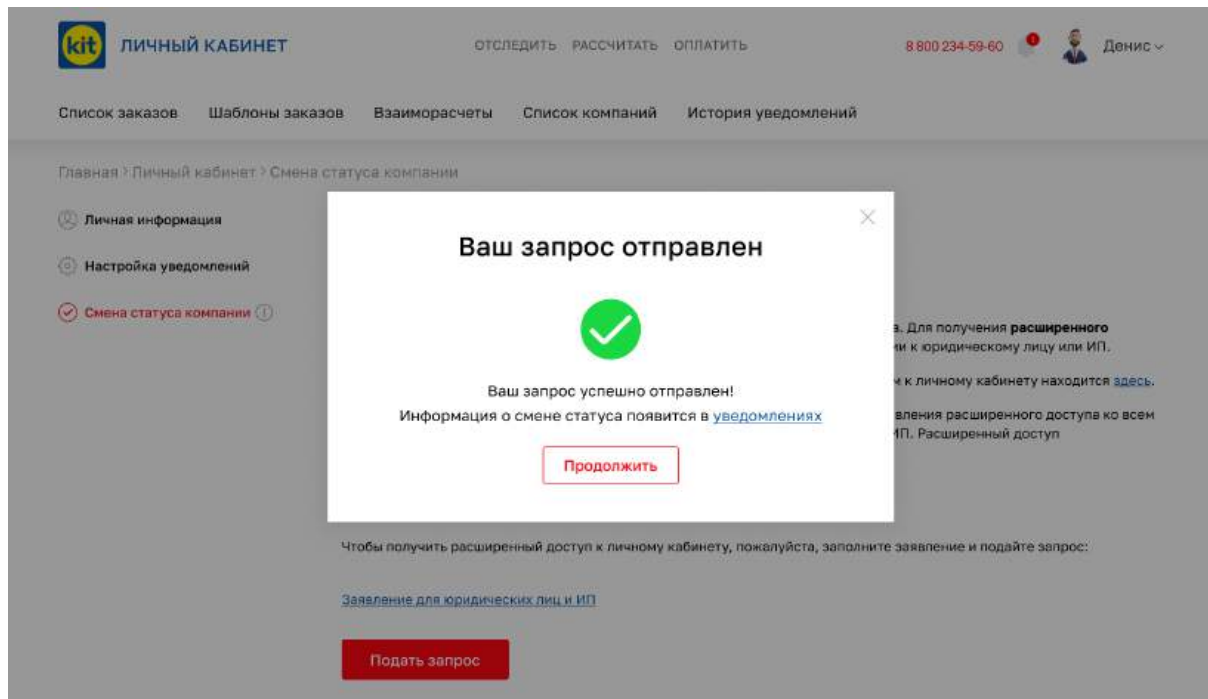 kit ЛИЧНЫЙ КАБИНЕТ ОТСЛЕДИТЬ РАССЧИТАТЬ ОПЛАТИТЬ 8 800 234-59-60 Денис
Список заказов Шаблоны заказов Взаиморасчеты Список компаний История уведомлений
Главная > Личный кабинет > Смена статуса компании
Личная информация
Настройка уведомлений
Смена статуса компании
Ваш запрос отправлен
Ваш запрос успешно отправлен!
Информация о смене статуса появится в уведомлениях
Продолжить
Для получения расширенного
к юридическому лицу или ИП.
к личному кабинету находится здесь.
расширенного доступа ко всем
ИП. Расширенный доступ
Чтобы получить расширенный доступ к личному кабинету, пожалуйста, заполните заявление и подайте запрос:
Заявление для юридических лиц и ИП
Подать запрос